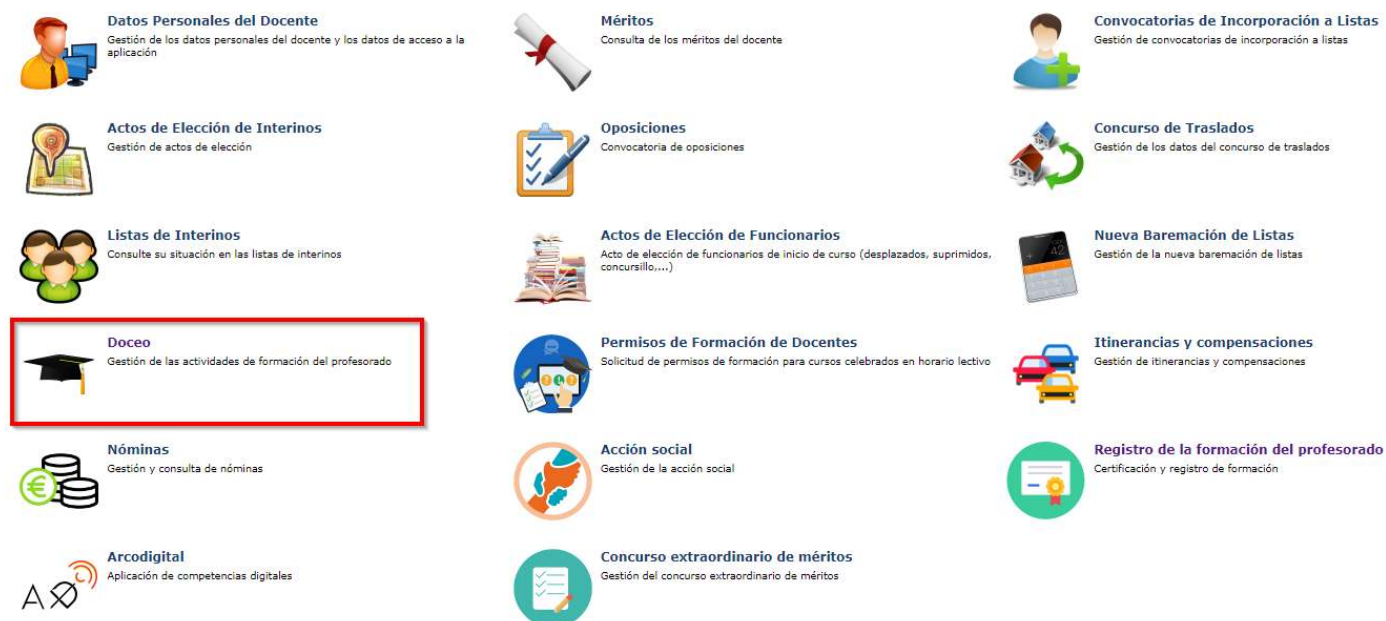 Datos Personales del Docente
Gestión de los datos personales del docente y los datos de acceso a la
aplicación
Méritos
Consulta de los méritos del docente
Convocatorias de Incorporación a Listas
Gestión de convocatorias de incorporación a listas
Actos de Elección de Interinos
Gestión de actos de elección
Oposiciones
Convocatoria de oposiciones
Concurso de Traslados
Gestión de los datos del concurso de traslados
Listas de Interinos
Consulte su situación en las listas de interinos
Actos de Elección de Funcionarios
Acto de elección de funcionarios de inicio de curso (desplazados, suprimidos,
concursillo,...)
Nueva Baremación de Listas
Gestión de la nueva baremación de listas
Doceo
Gestión de las actividades de formación del profesorado
Permisos de Formación de Docentes
Solicitud de permisos de formación para cursos celebrados en horario lectivo
Itinerancias y compensaciones
Gestión de itinerancias y compensaciones
Nóminas
Gestión y consulta de nóminas
Acción social
Gestión de la acción social
Registro de la formación del profesorado
Certificación y registro de formación
Arcodigital
Aplicación de competencias digitales
Concurso extraordinario de méritos
Gestión del concurso extraordinario de méritos